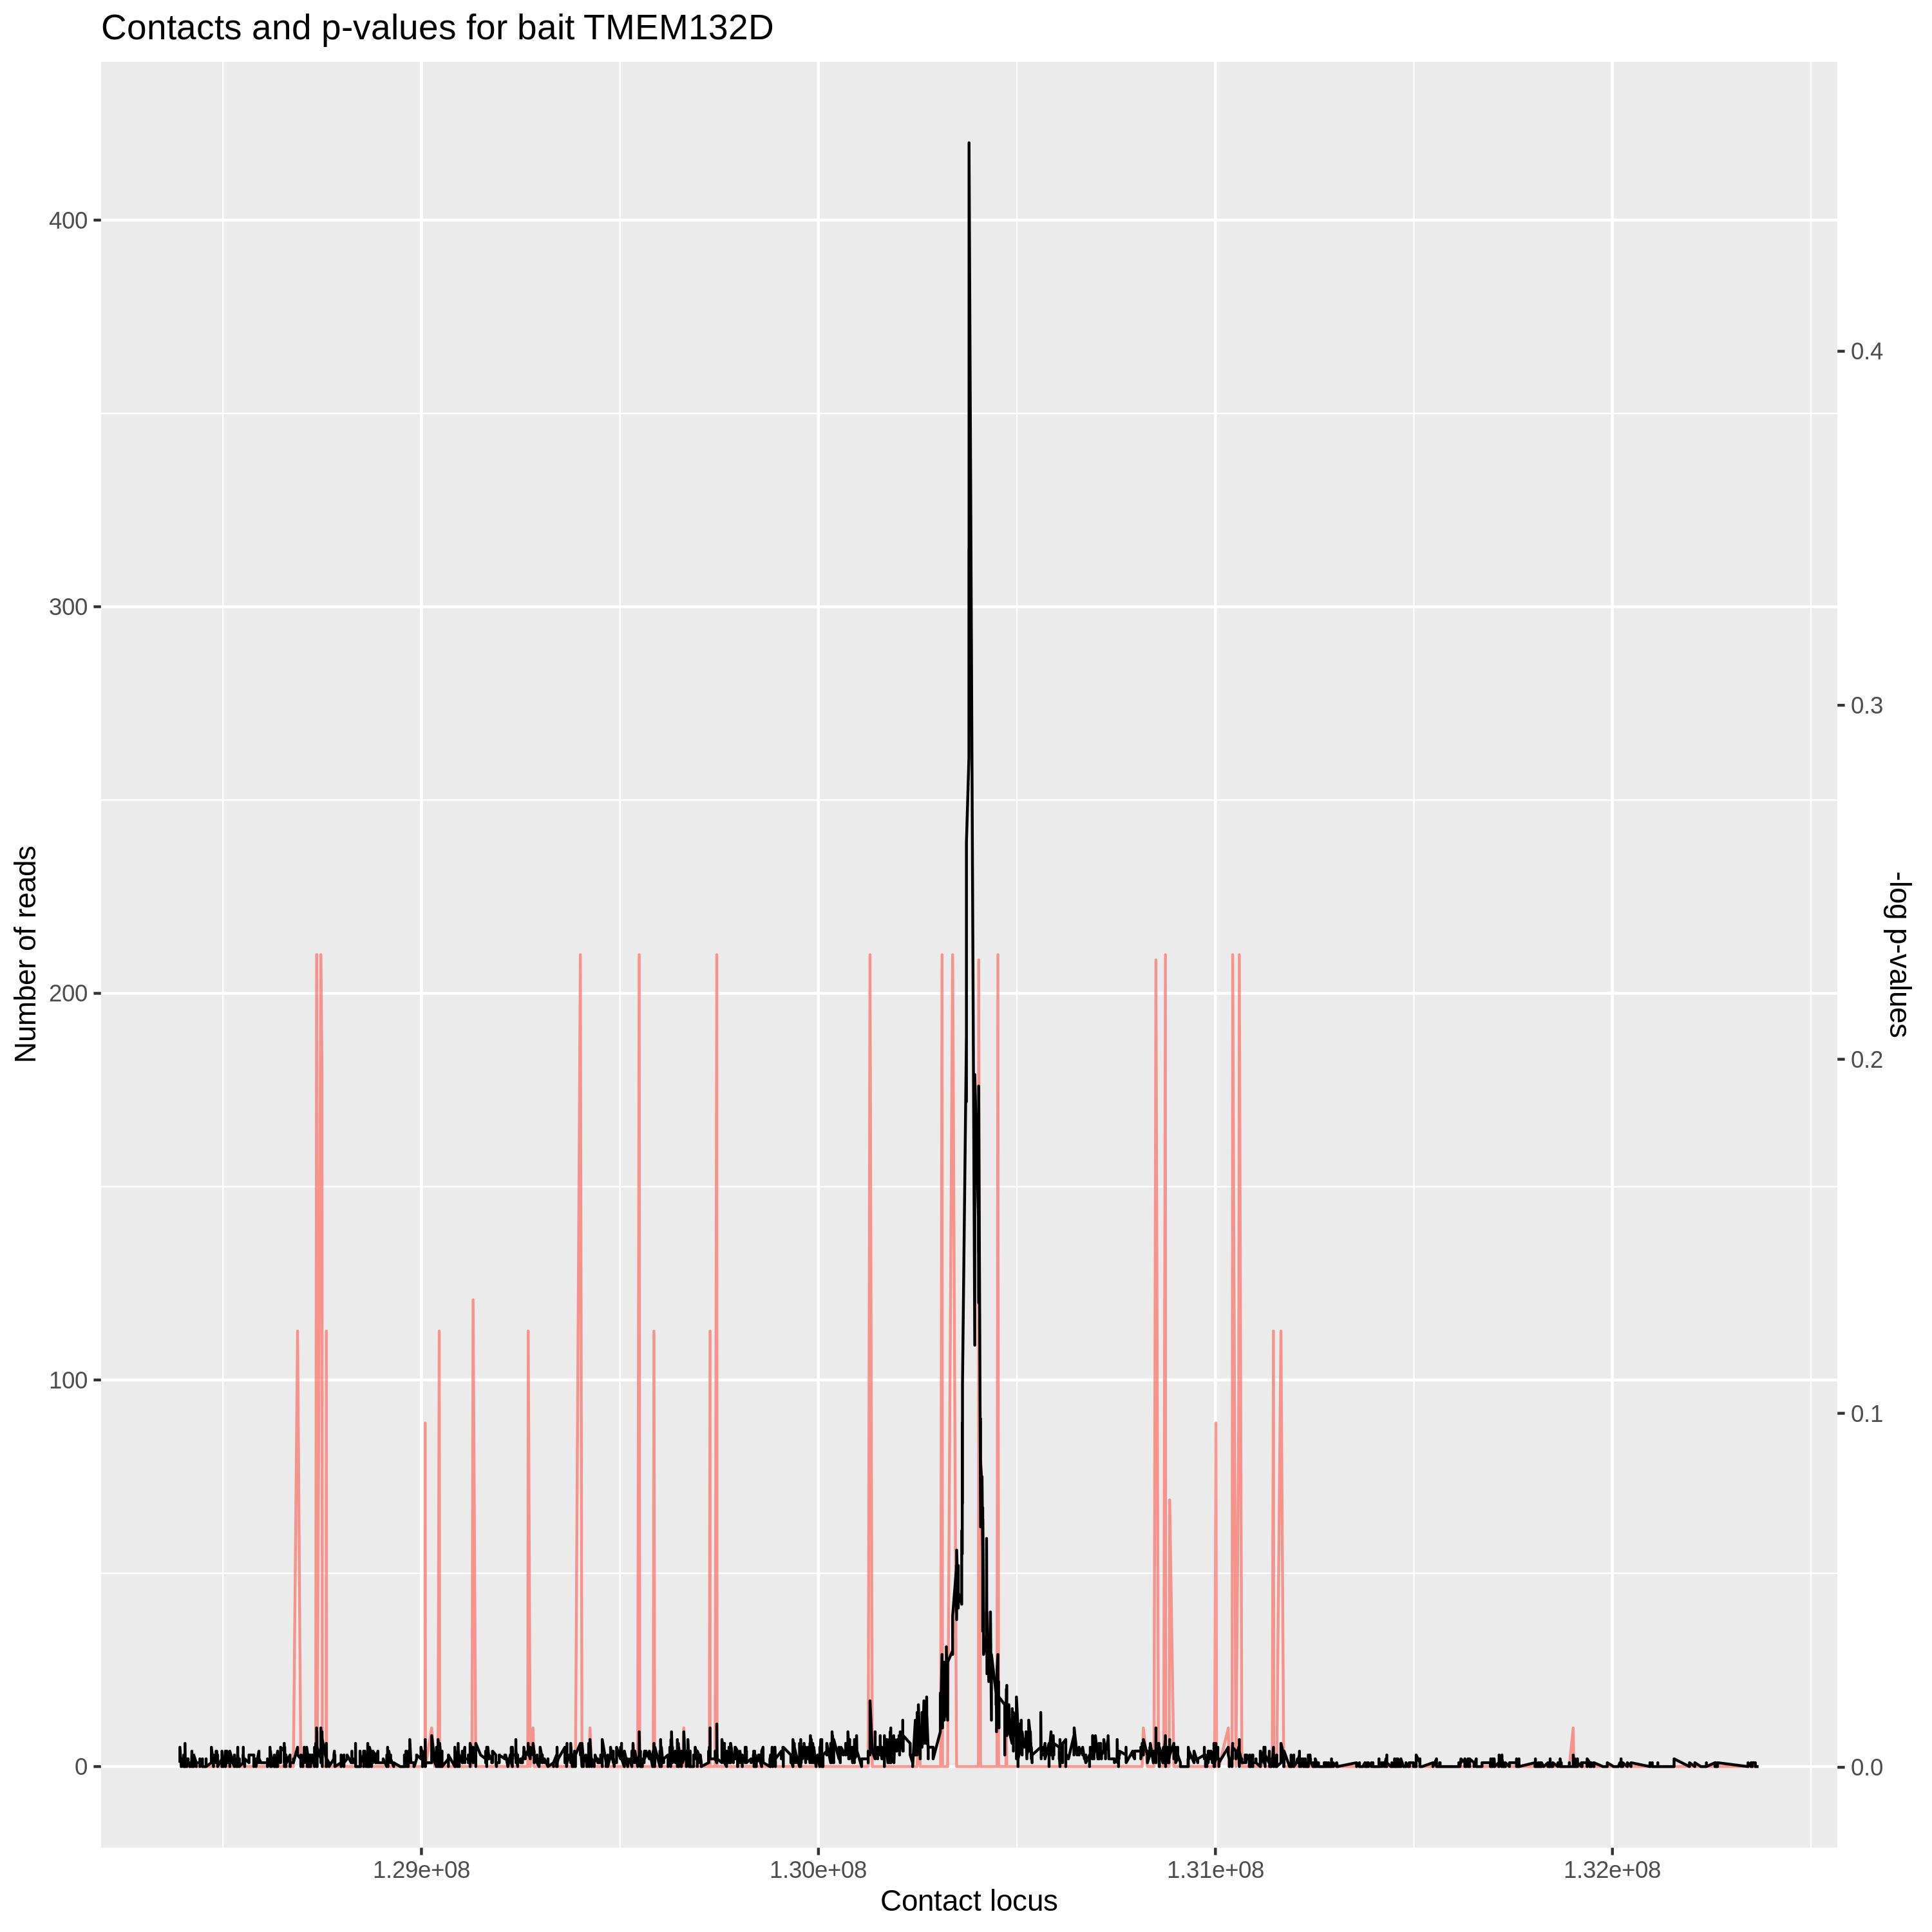 Contacts and p-values for bait TMEM132D
400
300
200
100
0
Number of reads
0.4
0.3
0.2
0.1
0.0
-log p-values
1.29e+08
1.30e+08
1.31e+08
1.32e+08
Contact locus